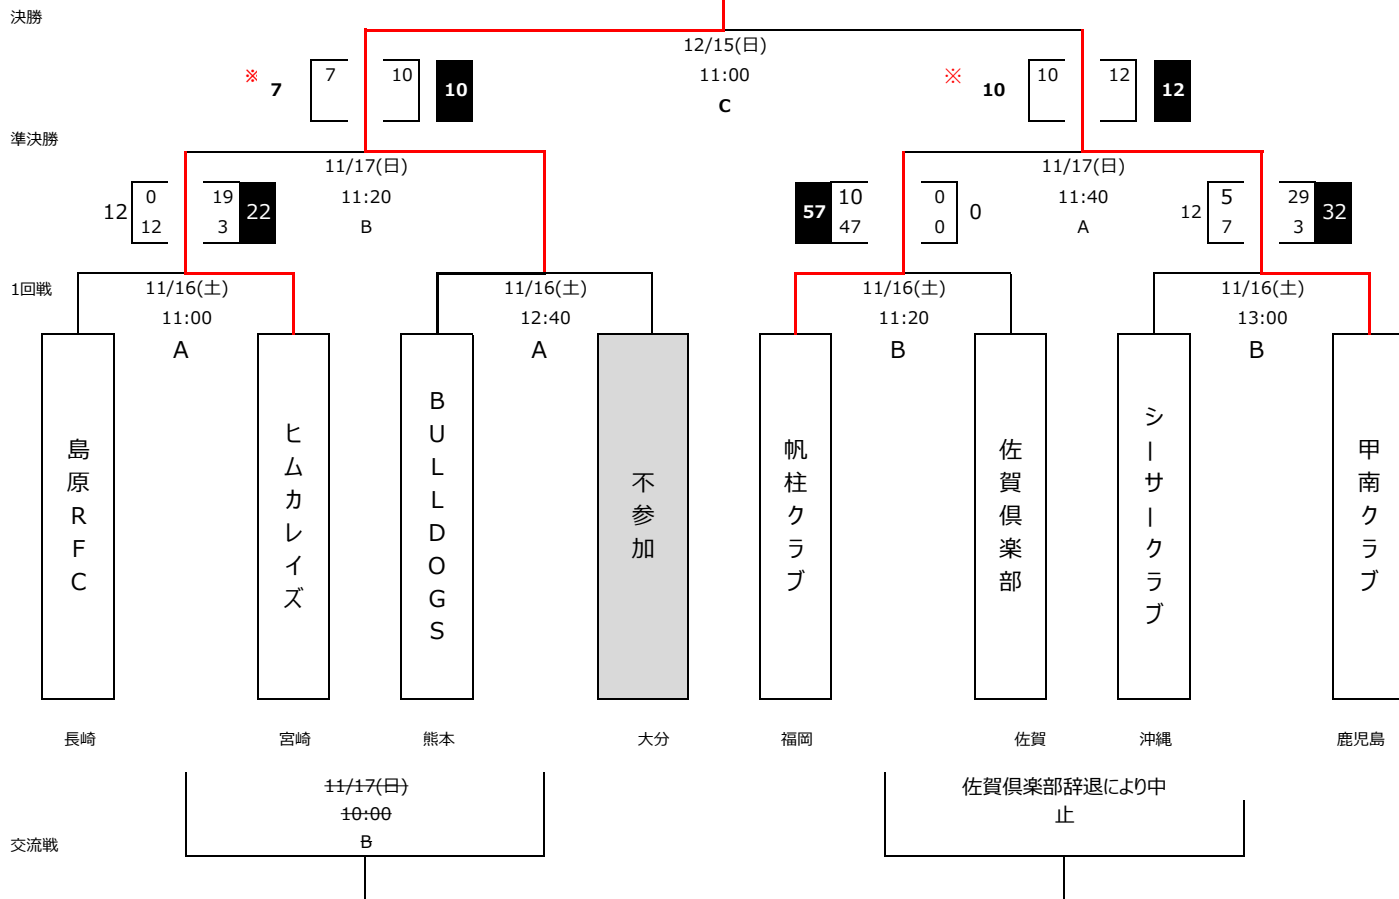 決勝
12/15(日)
11:00
C
※ 7 7 10 10
※ 10 10 12 12
準決勝
11/17(日)
11:20
B
11/17(日)
11:40
A
12 0 19 22
12 3
57 10 0 0
47 0
12 5 29 32
7 3
1回戦
11/16(土)
11:00
A
11/16(土)
12:40
A
11/16(土)
11:20
B
11/16(土)
13:00
B
島原RFC
ヒムカレイズ
BULLDOGS
不参加
帆柱クラブ
佐賀倶楽部
シーサークラブ
甲南クラブ
長崎 宮崎 熊本 大分 福岡 佐賀 沖縄 鹿児島
11/17(日)
10:00
B
佐賀倶楽部辞退により中
止
交流戦